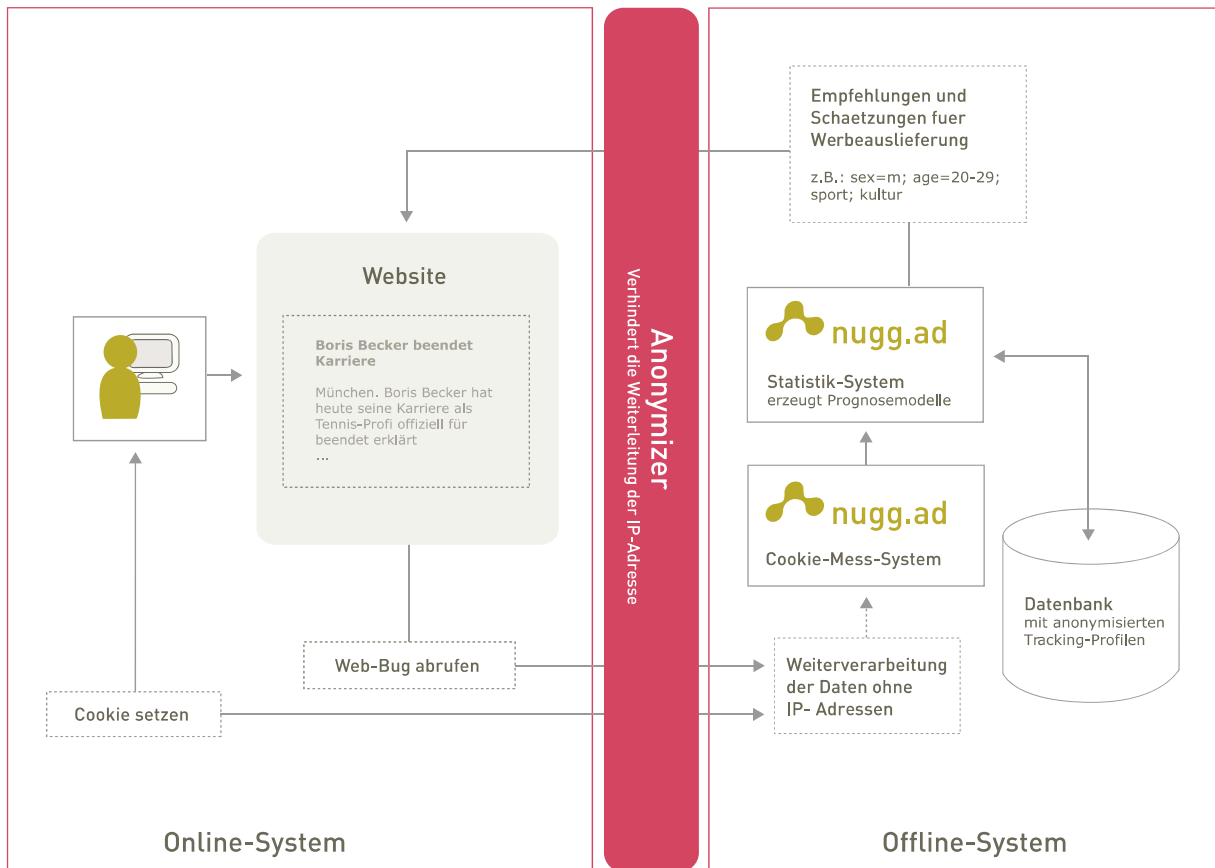 Website
Boris Becker beendet
Karriere
München. Boris Becker hat
heute seine Karriere als
Tennis-Profi offiziell für
beendet erklärt
...
Web-Bug abrufen
Cookie setzen
Online-System
Anonymizer
Verhindert die Weiterleitung der IP-Adresse
Empfehlungen und
Schaetzungen fuer
Werbeauslieferung
z.B.: sex=m; age=20-29;
sport; kultur
nugg.ad
Statistik-System
erzeugt Prognosemodelle
nugg.ad
Cookie-Mess-System
Datenbank
mit anonymisierten
Tracking-Profilen
Weiterverarbeitung
der Daten ohne
IP- Adressen
Offline-System